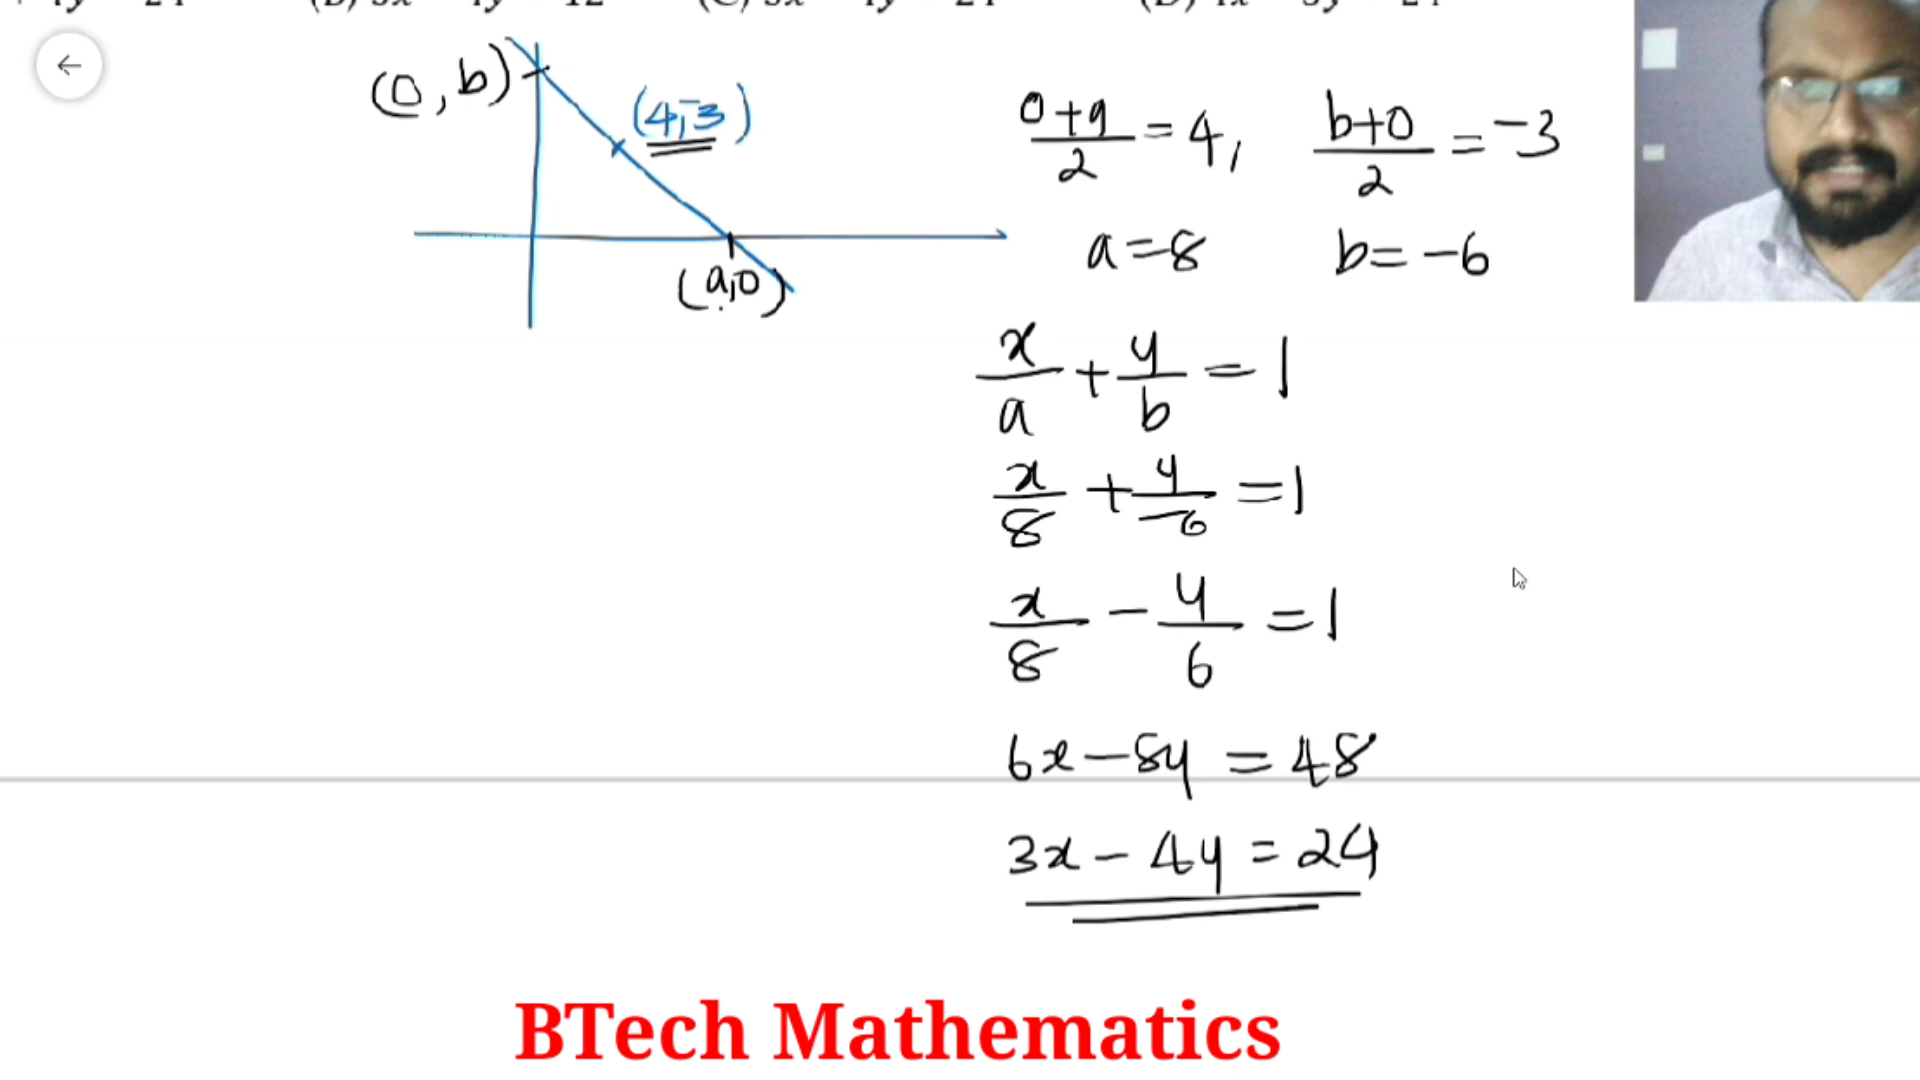 (0, b)
(4,-3)
(a,0)
0+a/2 = 4, b+0/2 = -3
a=8 b= -6
x/a + y/b = 1
x/8 + y/-6 = 1
x/8 - y/6 = 1
6x - 8y = 48
3x - 4y = 24
BTech Mathematics